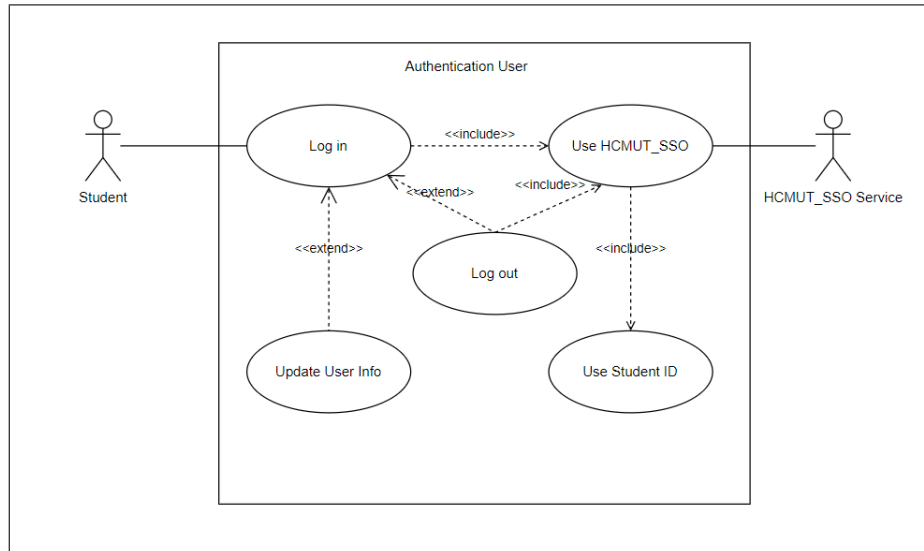 Authentication User
Log in
<<include>>
Use HCMUT_SSO
Student
HCMUT_SSO Service
<<extend>>
<<include>>
<<extend>>
<<include>>
Log out
Update User Info
Use Student ID